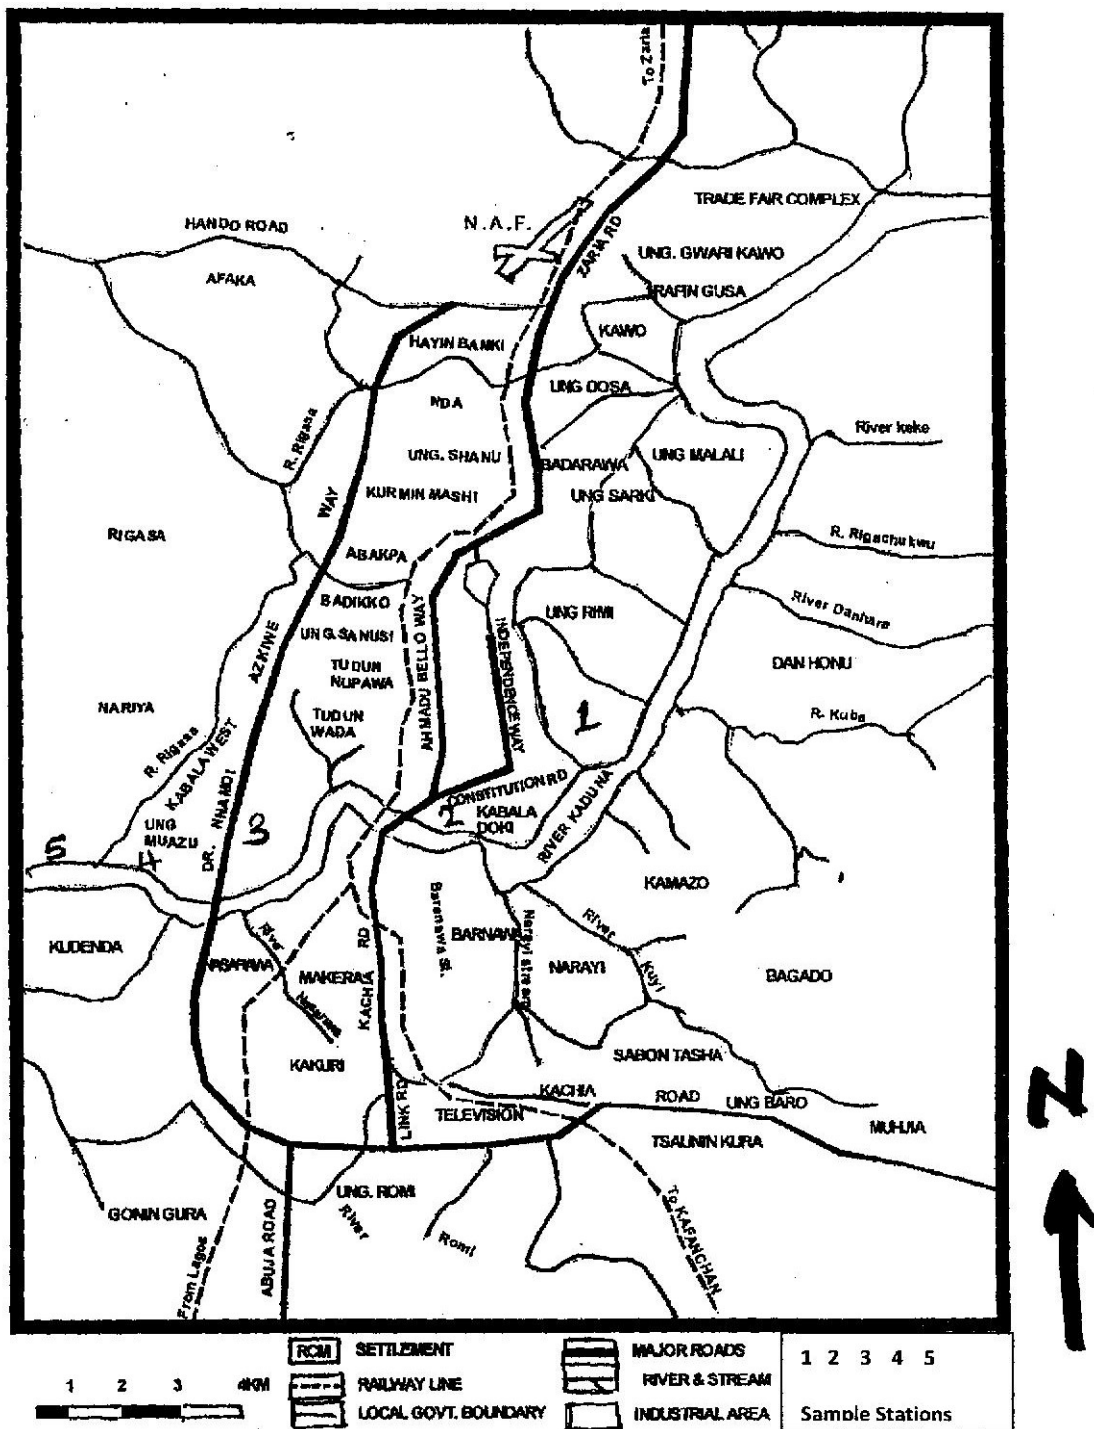 To Zaria
TRADE FAIR COMPLEX
N.A.F.
HANDO ROAD
ZARIA RD
UNG. GWARI KAWO
AFAKA
RAFIN GUSA
KAWO
HAYIN BANKI
UNG DOSA
NDA
R. Rigasa
River keke
UNG. SHANU
BADARAWA
UNG MALALI
KURMIN MASHI
UNG SARKI
WAY
RIGASA
R. Rigachukwu
ABAKPA
BADIKKO
River Danhara
UNG RIMI
AZKIWE
UNG.SANUSI
AHMADU BELLO WAY
INDEPENDENCE WAY
TUDUN
NUPAWA
DAN HONU
NARIYA
TUDUN
WADA
1
R. Kuba
R. Rigasa
KABALA WEST
DR. NNAMDI
CONSTITUTION RD
KABALA
DOKI
2
RIVER KADUNA
UNG
MUAZU
3
5
4
KAMAZO
Baranawa St.
KUDENDA
BARNAWA
Narayi stream
River
Kuyi
NASARAWA
River
MAKERA
KACHIA RD
NARAYI
BAGADO
KAKURI
SABON TASHA
LINK RD
KACHIA
ROAD
UNG BARO
TELEVISION
MUHJIA
TSAUNIN KURA
GONIN GURA
UNG. ROMI
River
Romi
To KAFANCHAN
From Lagos
ABUJA ROAD
Z
1 2 3 4KM
ROM SETTLEMENT
RAILWAY LINE
LOCAL GOVT. BOUNDARY
MAJOR ROADS
RIVER & STREAM
INDUSTRIAL AREA
1 2 3 4 5
Sample Stations